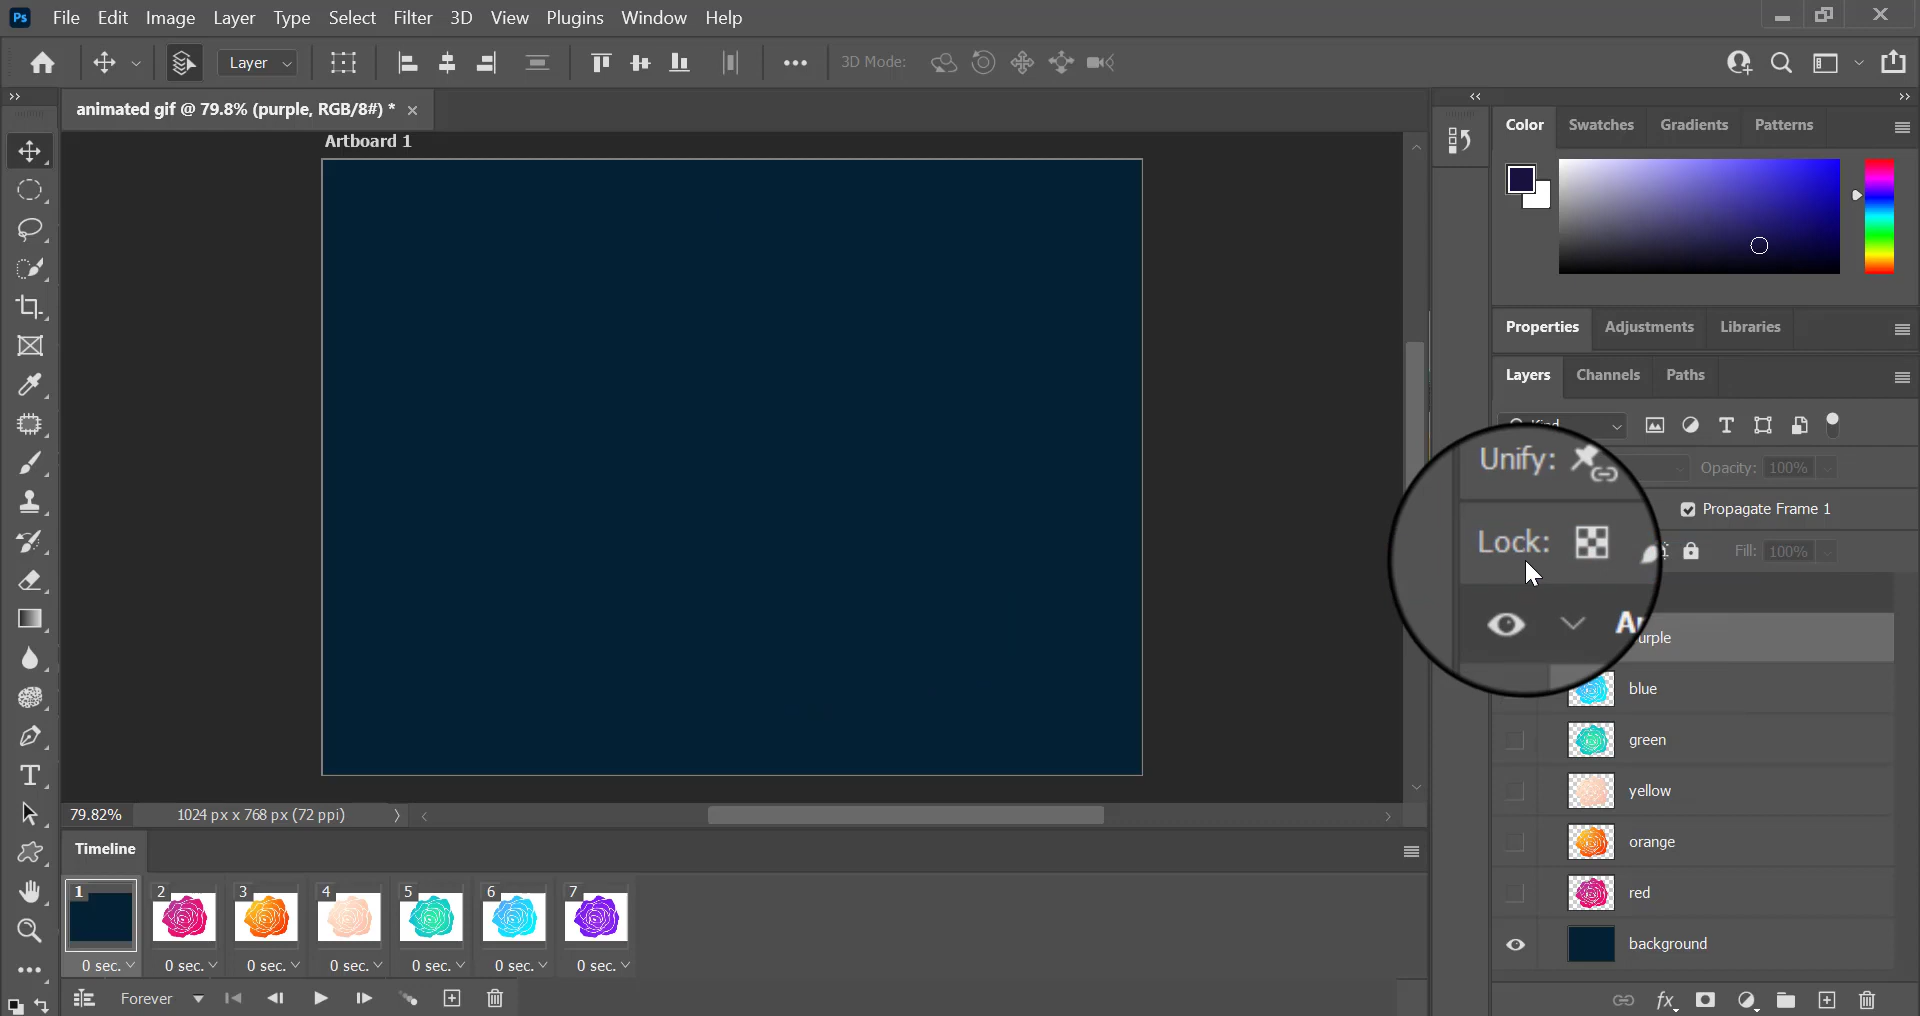 Ps File Edit Image Layer Type Select Filter 3D View Plugins Window Help
Layer 3D Mode:
animated gif @ 79.8% (purple, RGB/8#) *
Artboard 1
79.82% 1024 px x 768 px (72 ppi)
Timeline
1 2 3 4 5 6 7
0 sec. 0 sec. 0 sec. 0 sec. 0 sec. 0 sec. 0 sec.
Forever
Color Swatches Gradients Patterns
Properties Adjustments Libraries
Layers Channels Paths
Kind
Unify: Opacity: 100%
Propagate Frame 1
Lock: Fill: 100%
Ar
urple
blue
green
yellow
orange
red
background
fx